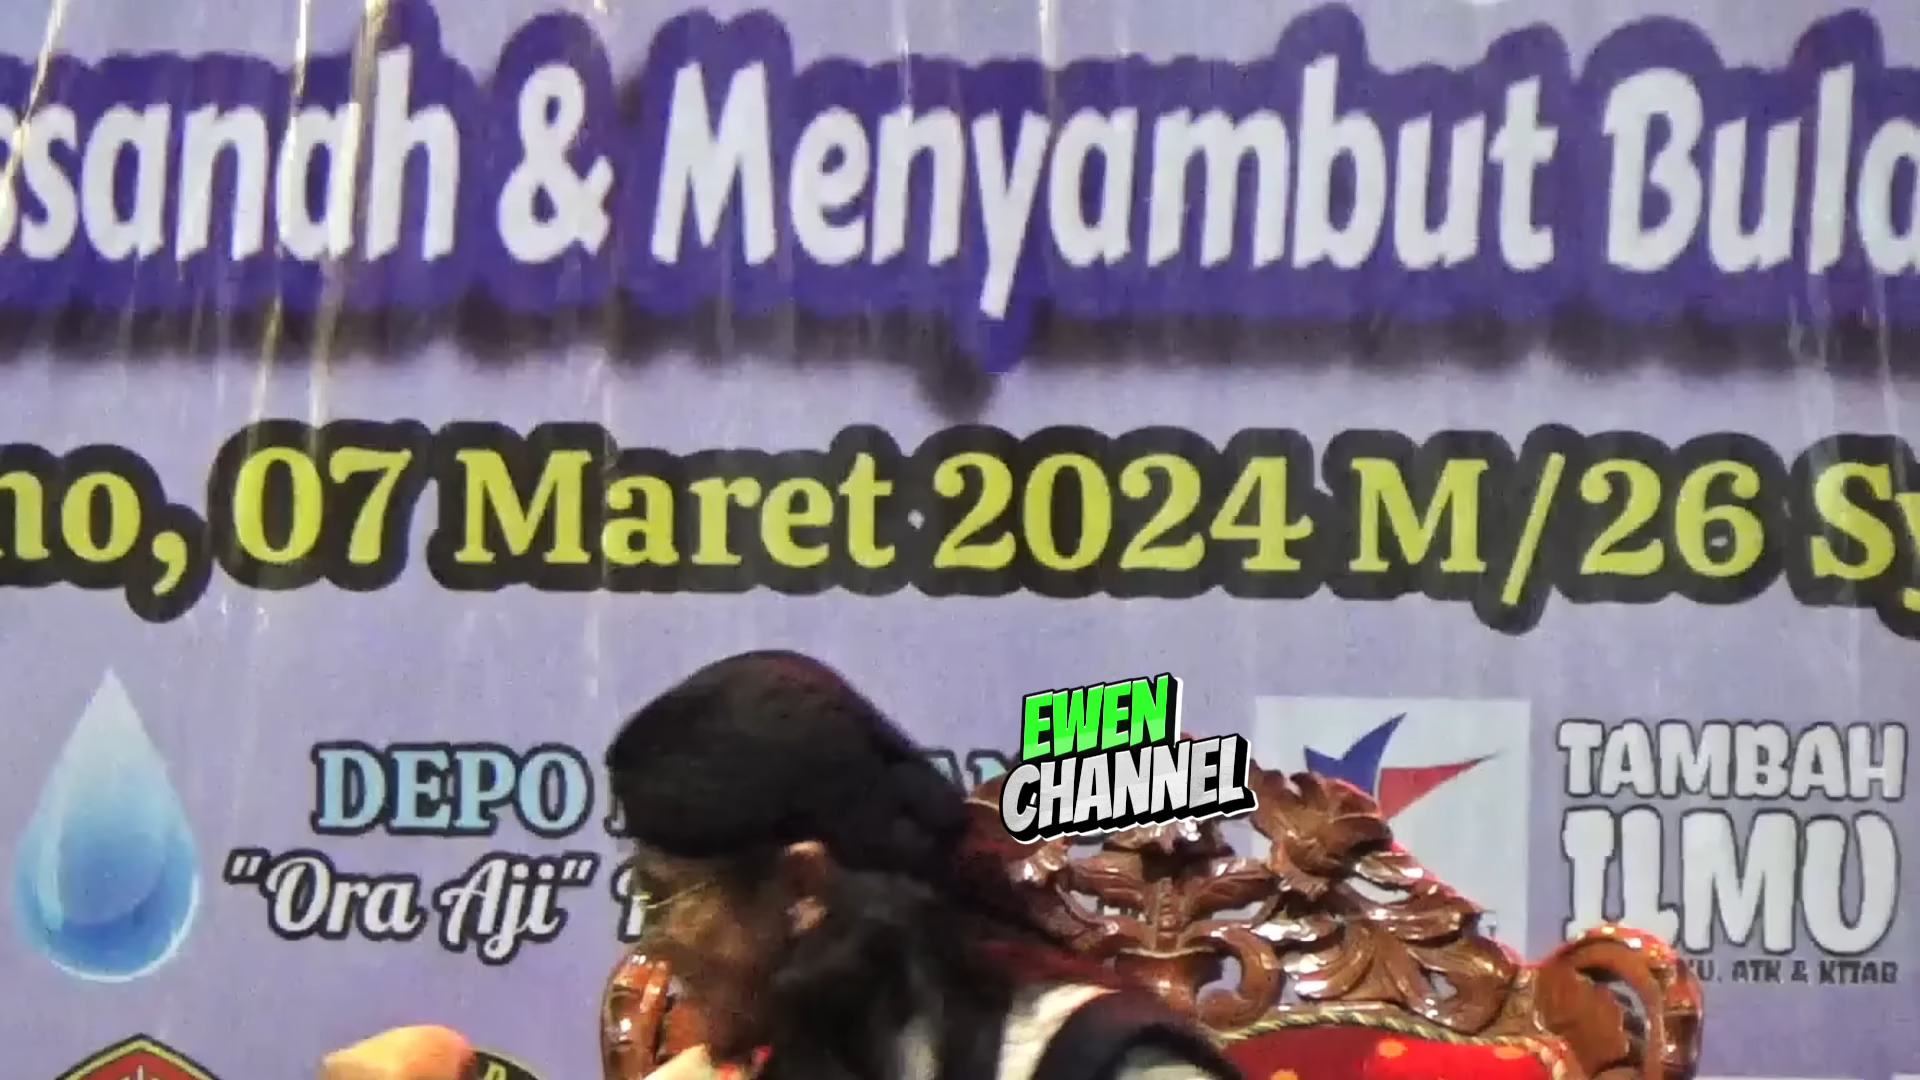 ssanah & Menyambut Bula
no, 07 Maret 2024 M/26 Sy
DEPO
"Ora Aji"
EWEN
CHANNEL
TAMBAH
ILMU
KU. ATK & KITAB